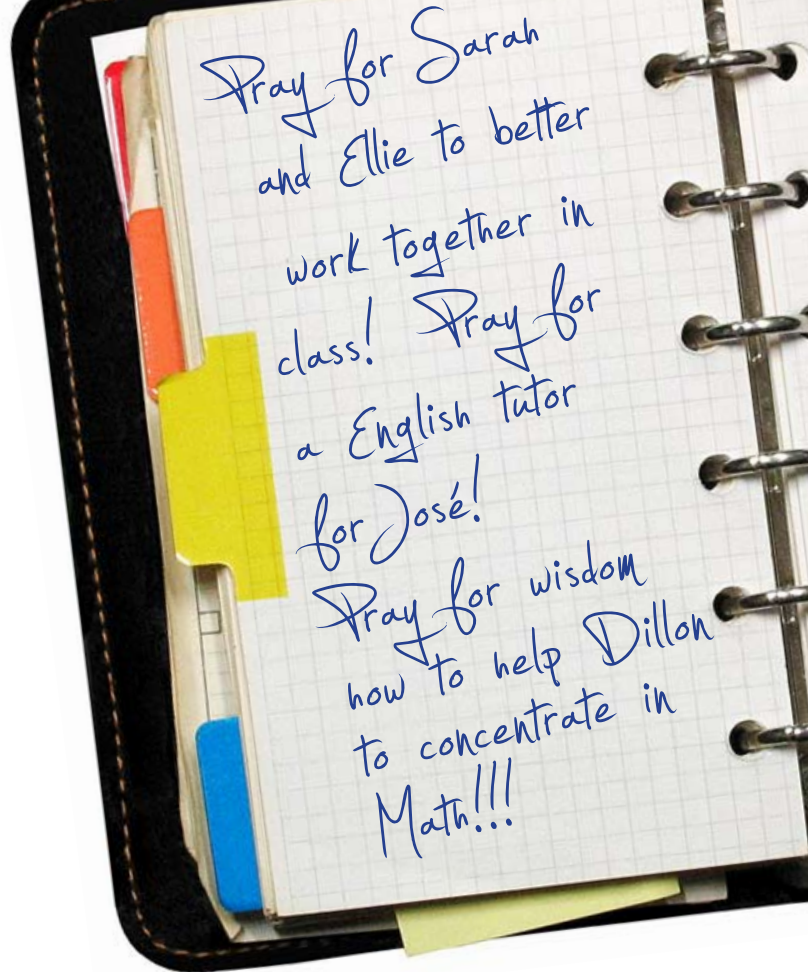 Pray for Sarah
and Ellie to better
work together in
class! Pray for
a English tutor
for José!
Pray for wisdom
how to help Dillon
to concentrate in
Math!!!